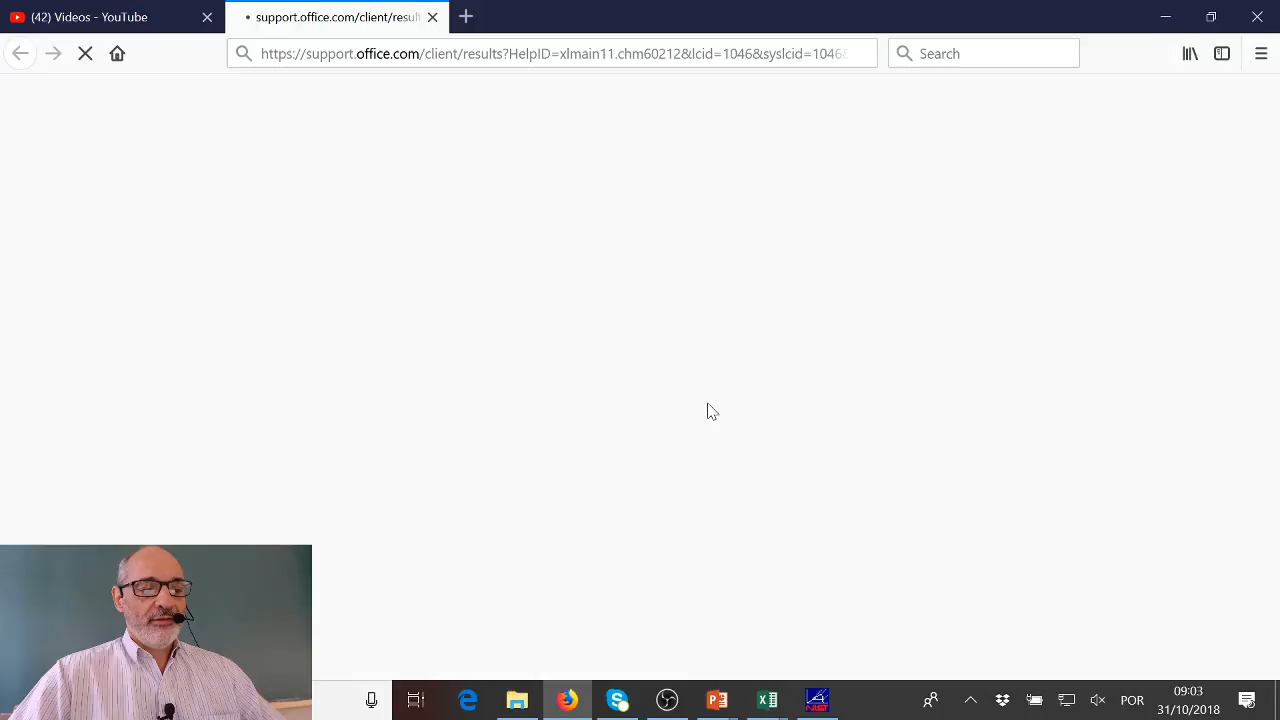 (42) Videos - YouTube
support.office.com/client/resul
https://support.office.com/client/results?HelpID=xlmain11.chm60212&lcid=1046&syslcid=1046&
Search
POR
09:03
31/10/2018